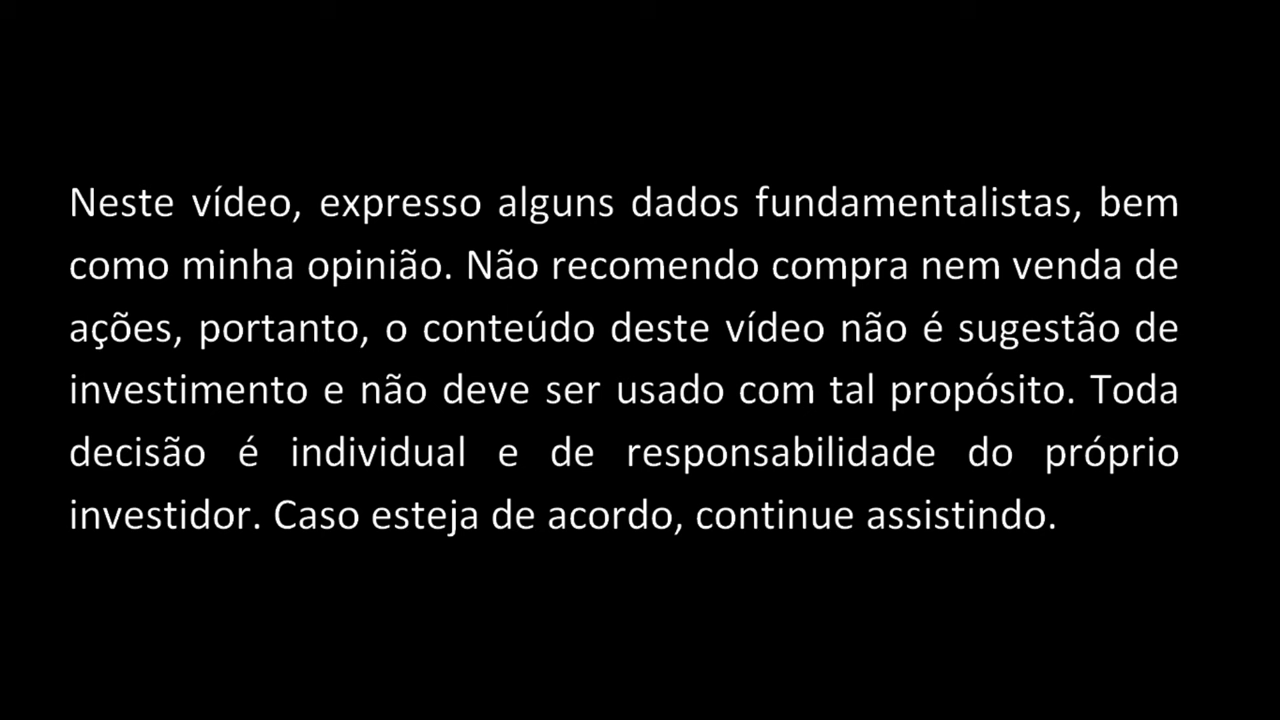 Neste vídeo, expresso alguns dados fundamentalistas, bem
como minha opinião. Não recomendo compra nem venda de
ações, portanto, o conteúdo deste vídeo não é sugestão de
investimento e não deve ser usado com tal propósito. Toda
decisão é individual e de responsabilidade do próprio
investidor. Caso esteja de acordo, continue assistindo.